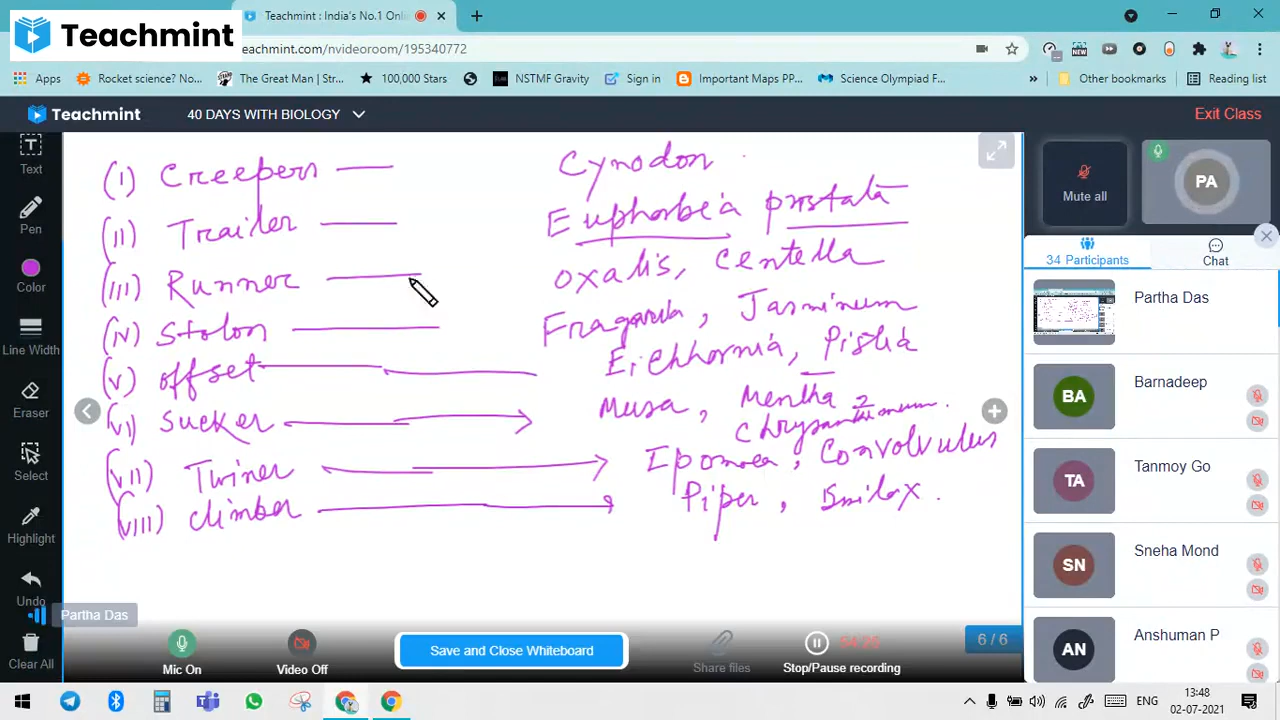 Teachmint : India's No.1 Onlin
Teachmint
eachmint.com/nvideoroom/195340772
Apps Rocket science? No... The Great Man | Str... 100,000 Stars NSTMF Gravity Sign in Important Maps PP... Science Olympiad F... » Other bookmarks Reading list
Teachmint 40 DAYS WITH BIOLOGY Exit Class
Text
Pen
Color
Line Width
Eraser
Select
Highlight
Undo
Clear All
(I) Creepers — Cynodon
(II) Trailer — Euphorbia prostata
(III) Runner — oxalis, Centella
(IV) Stolon — Fragaria, Jasminum
(V) offset — Eichhornia, Pistia
(VI) Sucker → Musa, Mentha
Chrysanthimum.
(VII) Twiner → Ipomoea, Convolvulus
(VIII) climber → Piper, Smilax.
Mute all
PA
34 Participants
Chat
Partha Das
BA Barnadeep
TA Tanmoy Go
SN Sneha Mond
AN Anshuman P
Partha Das
Mic On
Video Off
Save and Close Whiteboard
Share files
Stop/Pause recording
6 / 6
ENG
13:48
02-07-2021